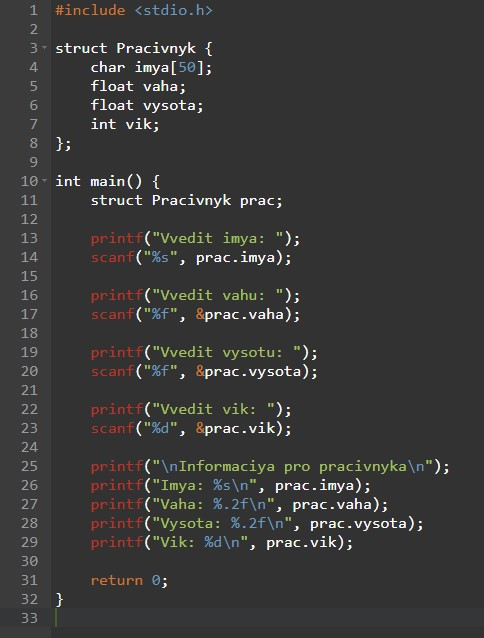 1 #include <stdio.h>
2
3 struct Pracivnyk {
4     char imya[50];
5     float vaha;
6     float vysota;
7     int vik;
8 };
9
10 int main() {
11     struct Pracivnyk prac;
12
13     printf("Vvedit imya: ");
14     scanf("%s", prac.imya);
15
16     printf("Vvedit vahu: ");
17     scanf("%f", &prac.vaha);
18
19     printf("Vvedit vysotu: ");
20     scanf("%f", &prac.vysota);
21
22     printf("Vvedit vik: ");
23     scanf("%d", &prac.vik);
24
25     printf("\nInformaciya pro pracivnyka\n");
26     printf("Imya: %s\n", prac.imya);
27     printf("Vaha: %.2f\n", prac.vaha);
28     printf("Vysota: %.2f\n", prac.vysota);
29     printf("Vik: %d\n", prac.vik);
30
31     return 0;
32 }
33